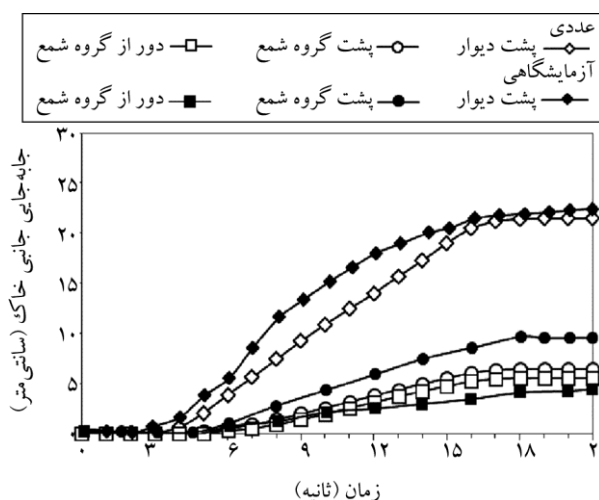 عددی
پشت دیوار پشت گروه شمع دور از گروه شمع
آزمایشگاهی
پشت دیوار پشت گروه شمع دور از گروه شمع
جابه‌جایی جانبی خاک (سانتی‌متر)
۳۰
۲۵
۲۰
۱۵
۱۰
۵
۰
۰ ۳ ۶ ۹ ۱۲ ۱۵ ۱۸ ۲
زمان (ثانیه)